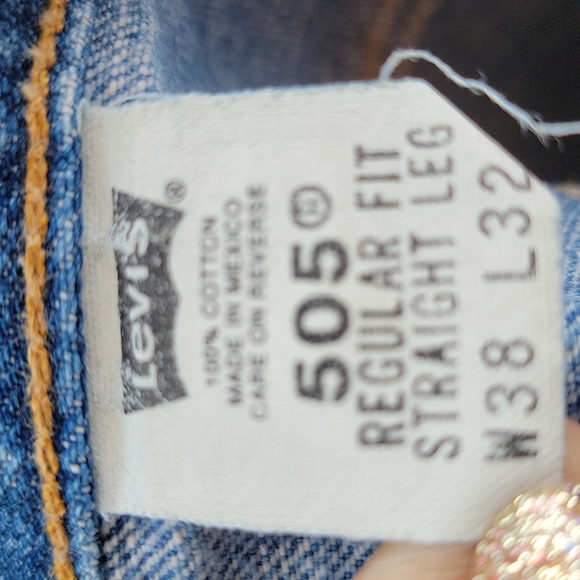 Levi's®
100% COTTON
MADE IN MEXICO
CARE ON REVERSE
505
REGULAR FIT
STRAIGHT LEG
W38 L32